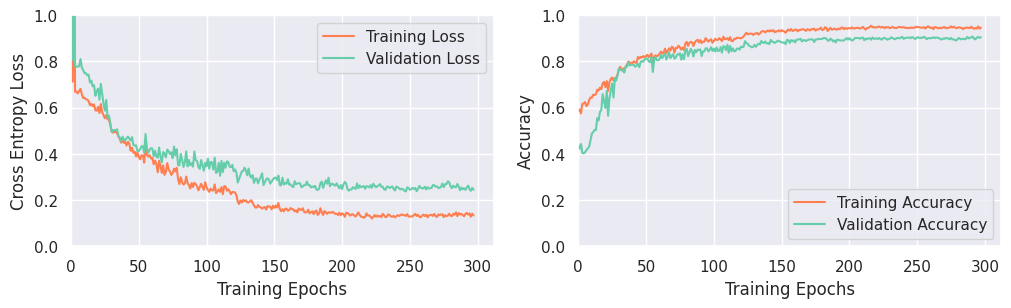 Cross Entropy Loss
1.0
0.8
0.6
0.4
0.2
0.0
0 50 100 150 200 250 300
Training Epochs
Training Loss
Validation Loss
Accuracy
1.0
0.8
0.6
0.4
0.2
0.0
0 50 100 150 200 250 300
Training Epochs
Training Accuracy
Validation Accuracy